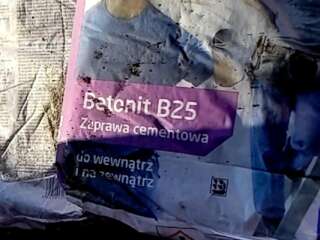 Betonit B25
Zaprawa cementowa
do wewnątrz
i na zewnątrz